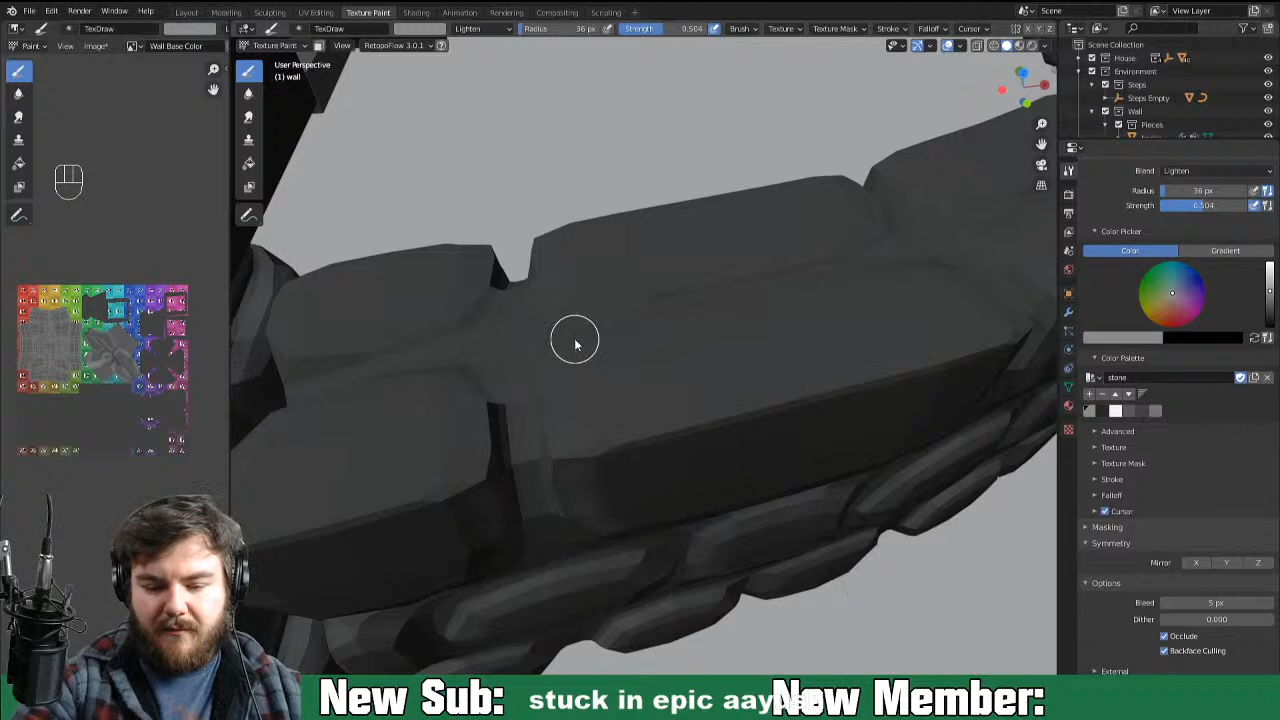 File Edit Render Window Help Layout Modeling Sculpting UV Editing Texture Paint Shading Animation Rendering Compositing Scripting Scene View Layer
TexDraw TexDraw Lighten Radius 36 px Strength 0.504 Brush Texture Texture Mask Stroke Falloff Cursor
Paint View Image* Wall Base Color Texture Paint View RetopoFlow 3.0.1
Scene Collection
House
Environment
Steps
Steps Empty
Wall
Pieces
User Perspective
(1) wall
Blend Lighten
Radius 36 px
Strength 0.504
Color Picker
Color Gradient
Color Palette
stone
Advanced
Texture
Texture Mask
Stroke
Falloff
Cursor
Masking
Symmetry
Mirror X Y Z
Options
Bleed 5 px
Dither 0.000
Occlude
Backface Culling
External
New Sub: stuck in epic New Member: